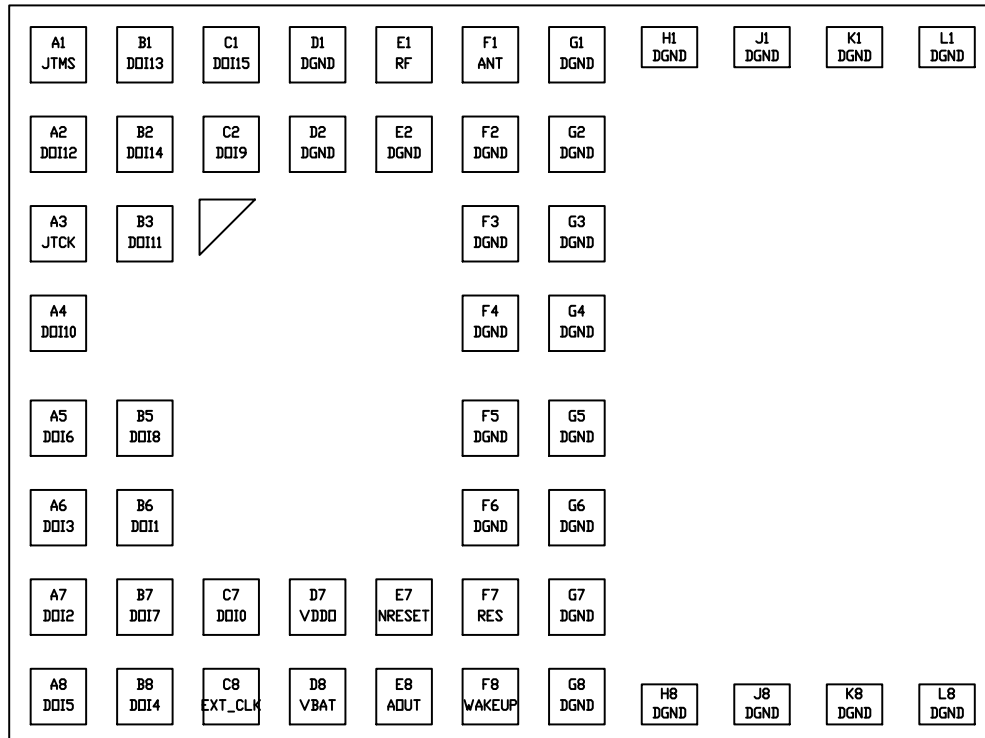 A1 B1 C1 D1 E1 F1 G1 H1 J1 K1 L1
JTMS DOI13 DOI15 DGND RF ANT DGND DGND DGND DGND DGND
A2 B2 C2 D2 E2 F2 G2
DOI12 DOI14 DOI9 DGND DGND DGND DGND
A3 B3 F3 G3
JTCK DOI11 DGND DGND
A4 F4 G4
DOI10 DGND DGND
A5 B5 F5 G5
DOI6 DOI8 DGND DGND
A6 B6 F6 G6
DOI3 DOI1 DGND DGND
A7 B7 C7 D7 E7 F7 G7
DOI2 DOI7 DOI0 VDDO NRESET RES DGND
A8 B8 C8 D8 E8 F8 G8 H8 J8 K8 L8
DOI5 DOI4 EXT_CLK VBAT AOUT WAKEUP DGND DGND DGND DGND DGND